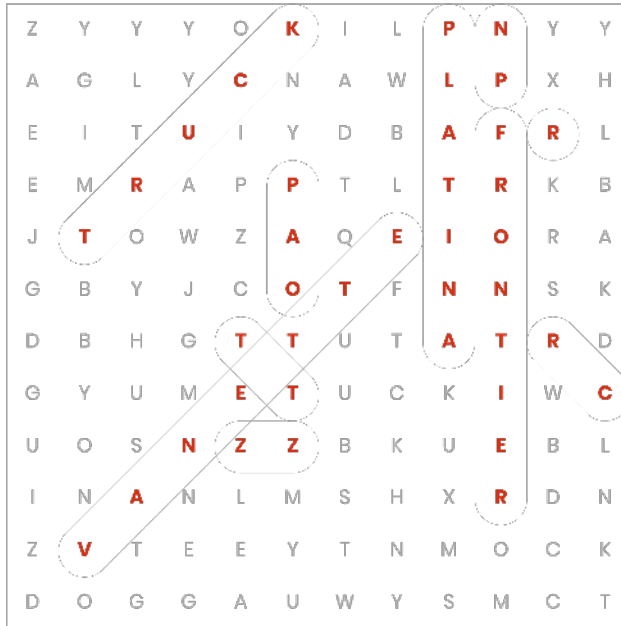 Z Y Y Y O K I L P N Y Y
A G L Y C N A W L P X H
E I T U I Y D B A F R L
E M R A P P T L T R K B
J T O W Z A Q E I O R A
G B Y J C O T F N N S K
D B H G T T U T A T R D
G Y U M E T U C K I W C
U O S N Z Z B K U E B L
I N A N L M S H X R D N
Z V T E E Y T N M O C K
D O G G A U W Y S M C T